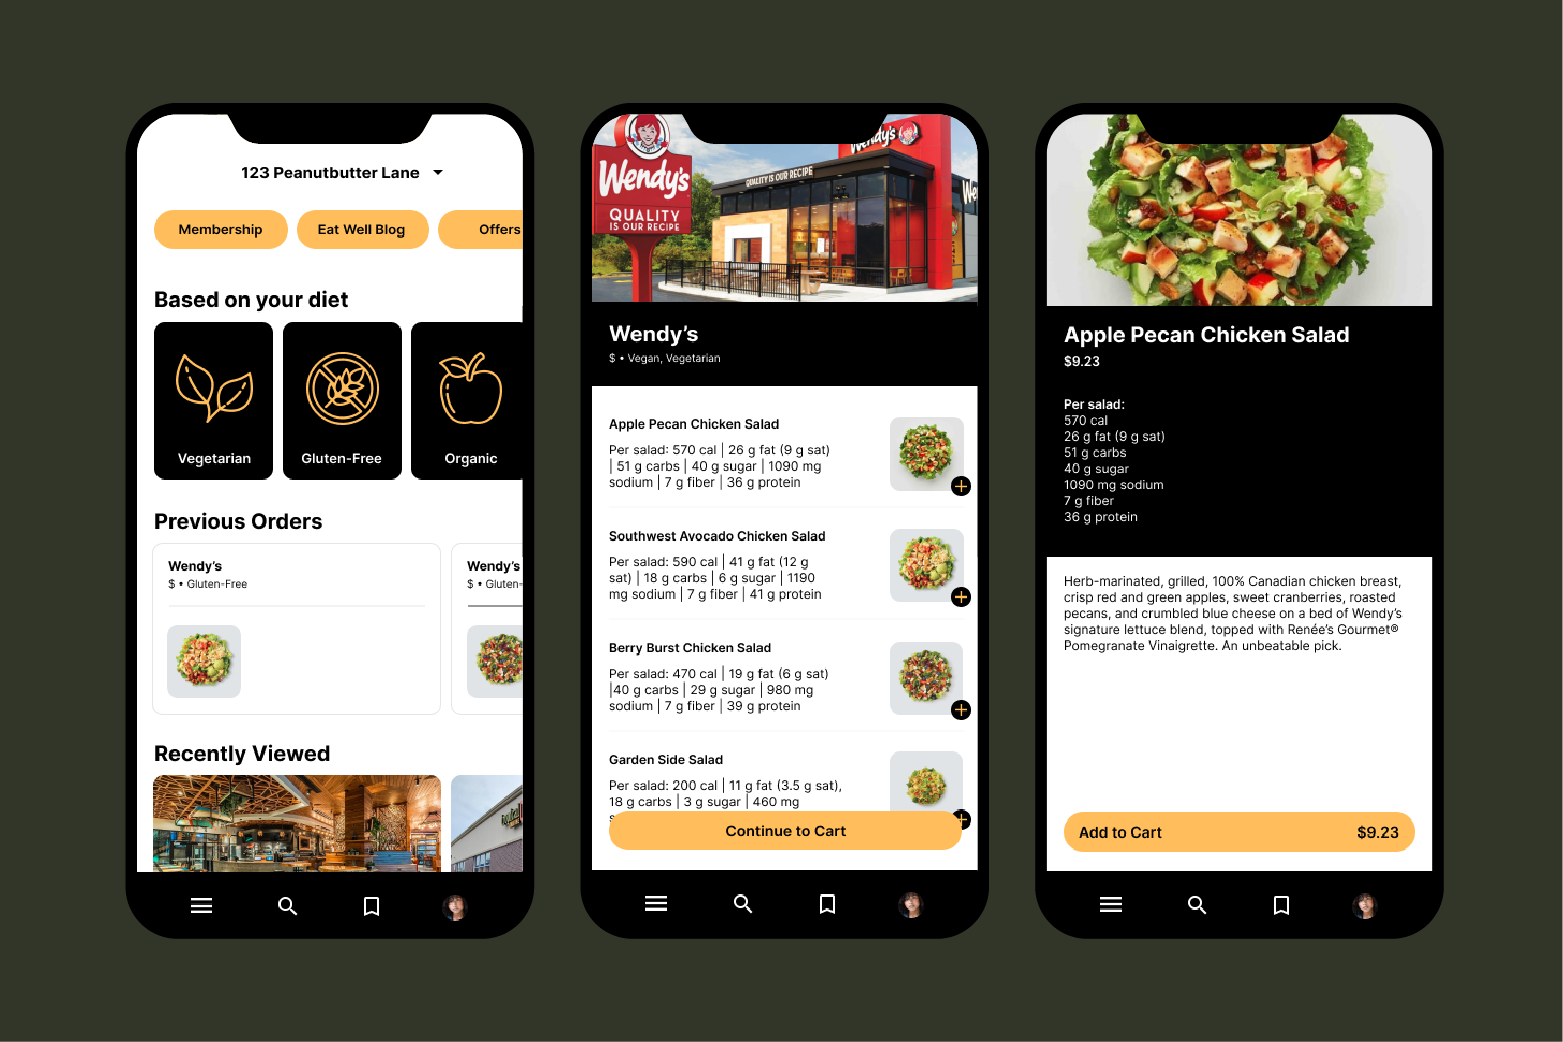 123 Peanutbutter Lane
Membership
Eat Well Blog
Offers
Based on your diet
Vegetarian
Gluten-Free
Organic
Previous Orders
Wendy's
$ • Gluten-Free
Wendy's
$ • Gluten-
Recently Viewed
Wendy's
QUALITY
IS OUR RECIPE
QUALITY IS OUR RECIPE
Wendy's
We
Wendy's
$ • Vegan, Vegetarian
Apple Pecan Chicken Salad
Per salad: 570 cal | 26 g fat (9 g sat)
| 51 g carbs | 40 g sugar | 1090 mg
sodium | 7 g fiber | 36 g protein
Southwest Avocado Chicken Salad
Per salad: 590 cal | 41 g fat (12 g
sat) | 18 g carbs | 6 g sugar | 1190
mg sodium | 7 g fiber | 41 g protein
Berry Burst Chicken Salad
Per salad: 470 cal | 19 g fat (6 g sat)
|40 g carbs | 29 g sugar | 980 mg
sodium | 7 g fiber | 39 g protein
Garden Side Salad
Per salad: 200 cal | 11 g fat (3.5 g sat),
18 g carbs | 3 g sugar | 460 mg
Continue to Cart
Apple Pecan Chicken Salad
$9.23
Per salad:
570 cal
26 g fat (9 g sat)
51 g carbs
40 g sugar
1090 mg sodium
7 g fiber
36 g protein
Herb-marinated, grilled, 100% Canadian chicken breast,
crisp red and green apples, sweet cranberries, roasted
pecans, and crumbled blue cheese on a bed of Wendy's
signature lettuce blend, topped with Renée's Gourmet®
Pomegranate Vinaigrette. An unbeatable pick.
Add to Cart
$9.23